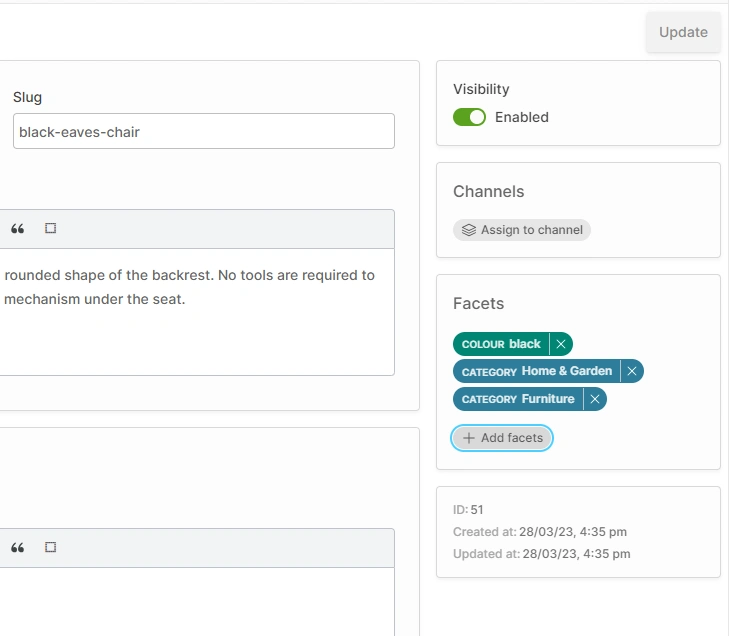 Update
Slug
black-eaves-chair
rounded shape of the backrest. No tools are required to
mechanism under the seat.
Visibility
Enabled
Channels
Assign to channel
Facets
COLOUR black
CATEGORY Home & Garden
CATEGORY Furniture
Add facets
ID: 51
Created at: 28/03/23, 4:35 pm
Updated at: 28/03/23, 4:35 pm